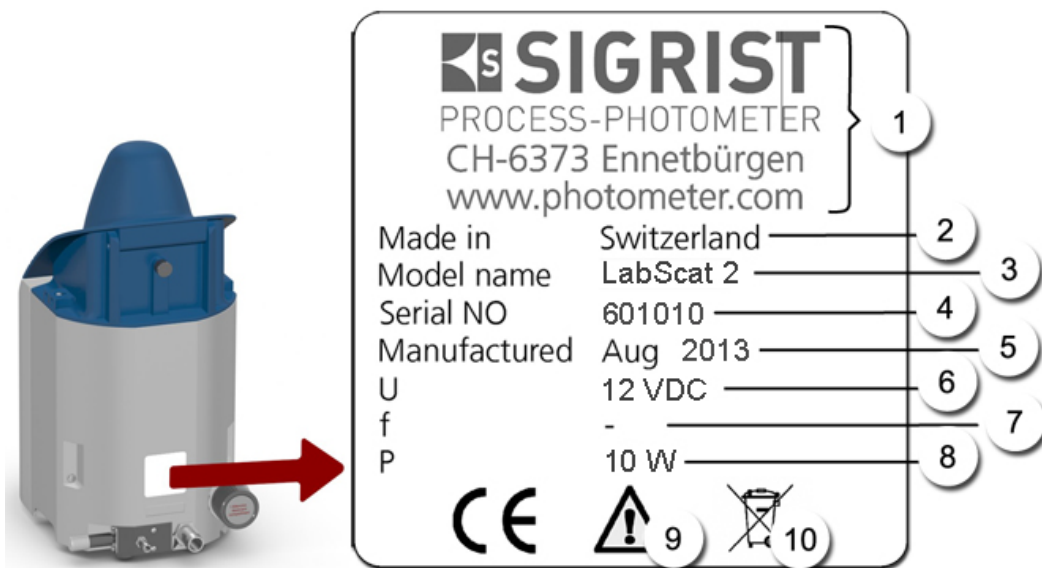 SIGRIST
PROCESS-PHOTOMETER
CH-6373 Ennetbürgen
www.photometer.com
1
Made in Switzerland 2
Model name LabScat 2 3
Serial NO 601010 4
Manufactured Aug 2013 5
U 12 VDC 6
f - 7
P 10 W 8
CE 9 10